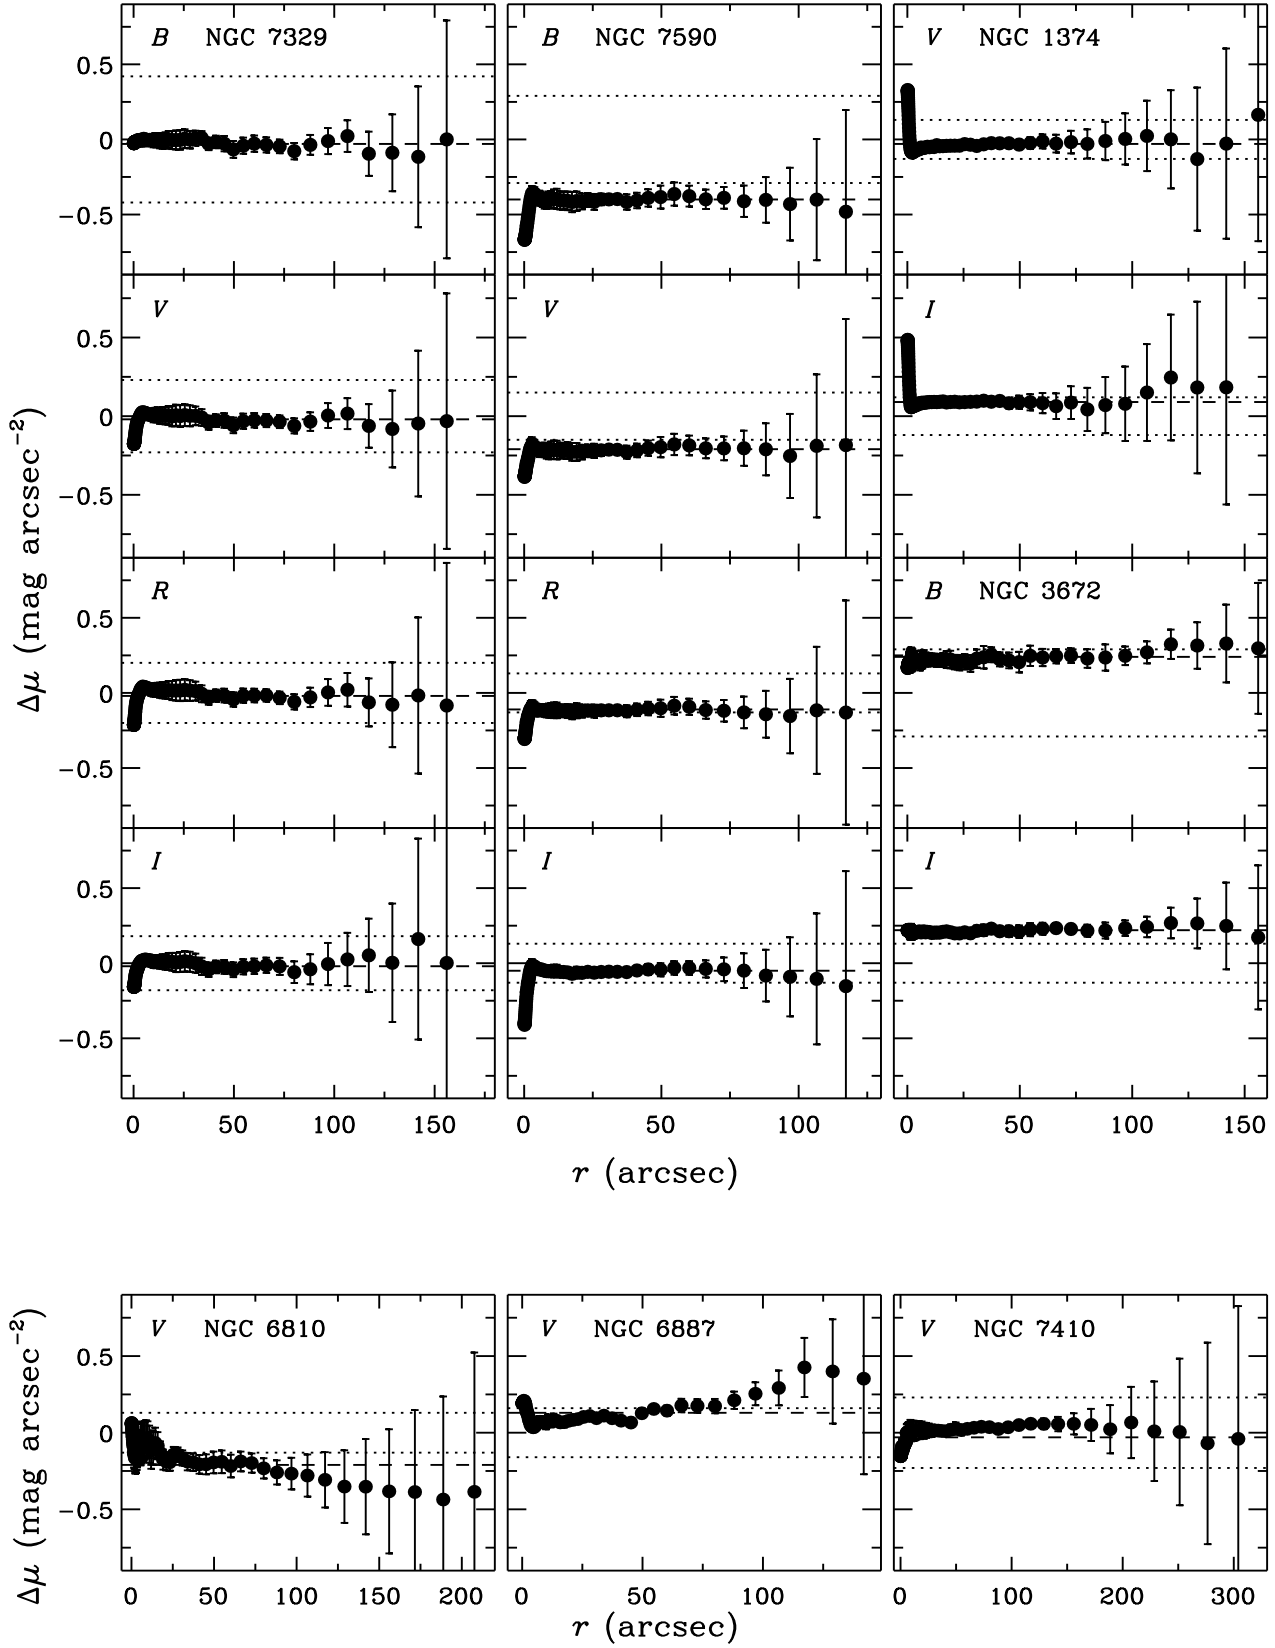 B NGC 7329
B NGC 7590
V NGC 1374
0.5
0
−0.5
V
V
I
0.5
0
−0.5
R
R
B NGC 3672
0.5
0
−0.5
I
I
I
0.5
0
−0.5
Δμ (mag arcsec−2)
0 50 100 150
0 50 100
0 50 100 150
r (arcsec)
V NGC 6810
V NGC 6887
V NGC 7410
0.5
0
−0.5
Δμ (mag arcsec−2)
0 50 100 150 200
0 50 100
0 100 200 300
r (arcsec)